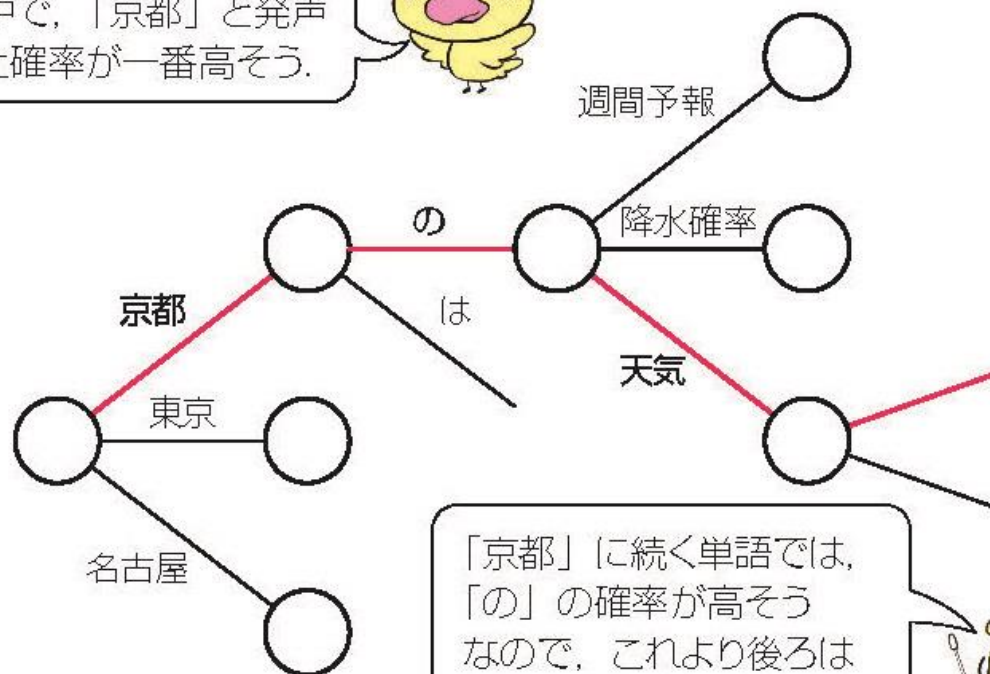 中で，「京都」と発声
確率が一番高そう．
週間予報
の
降水確率
京都
は
天気
東京
名古屋
「京都」に続く単語では，
「の」の確率が高そう
なので，これより後ろは